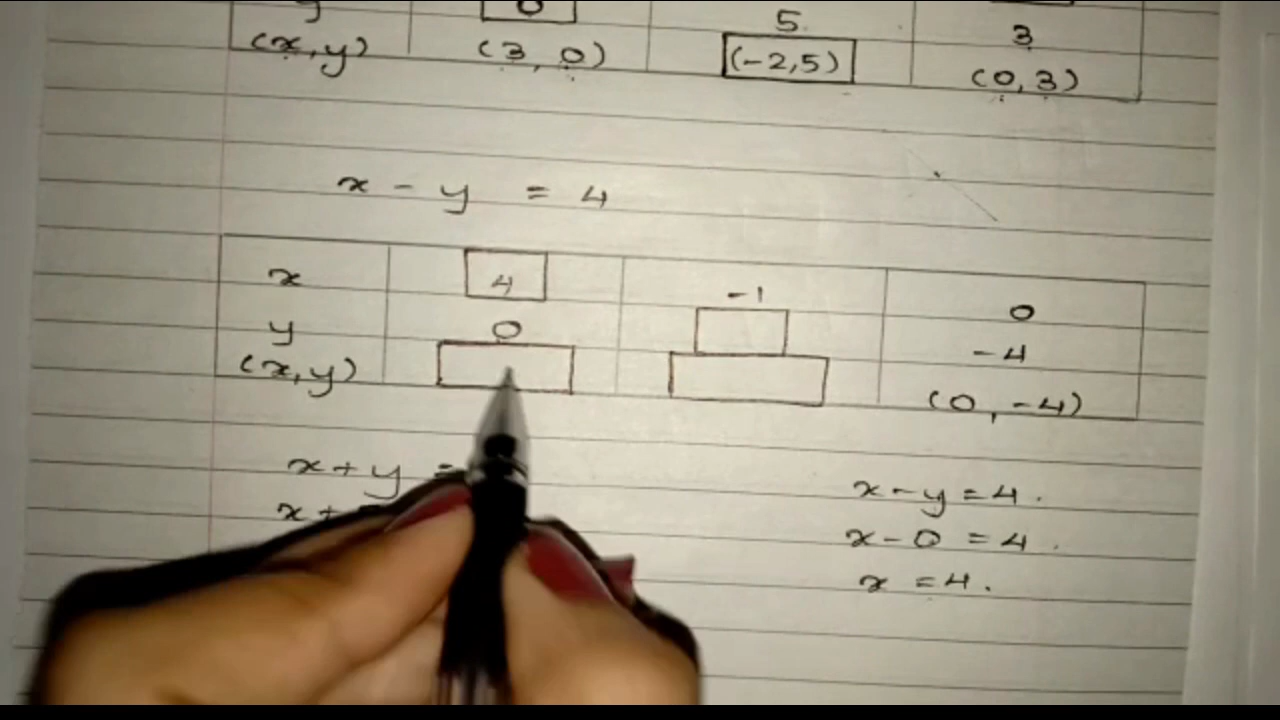 y 0
5 3
(x,y) (3, 0) (-2,5) (0,3)
x - y = 4
x 4 -1 0
y 0 -4
(x,y) (0, -4)
x + y =
x +
x - y = 4.
x - 0 = 4.
x = 4.